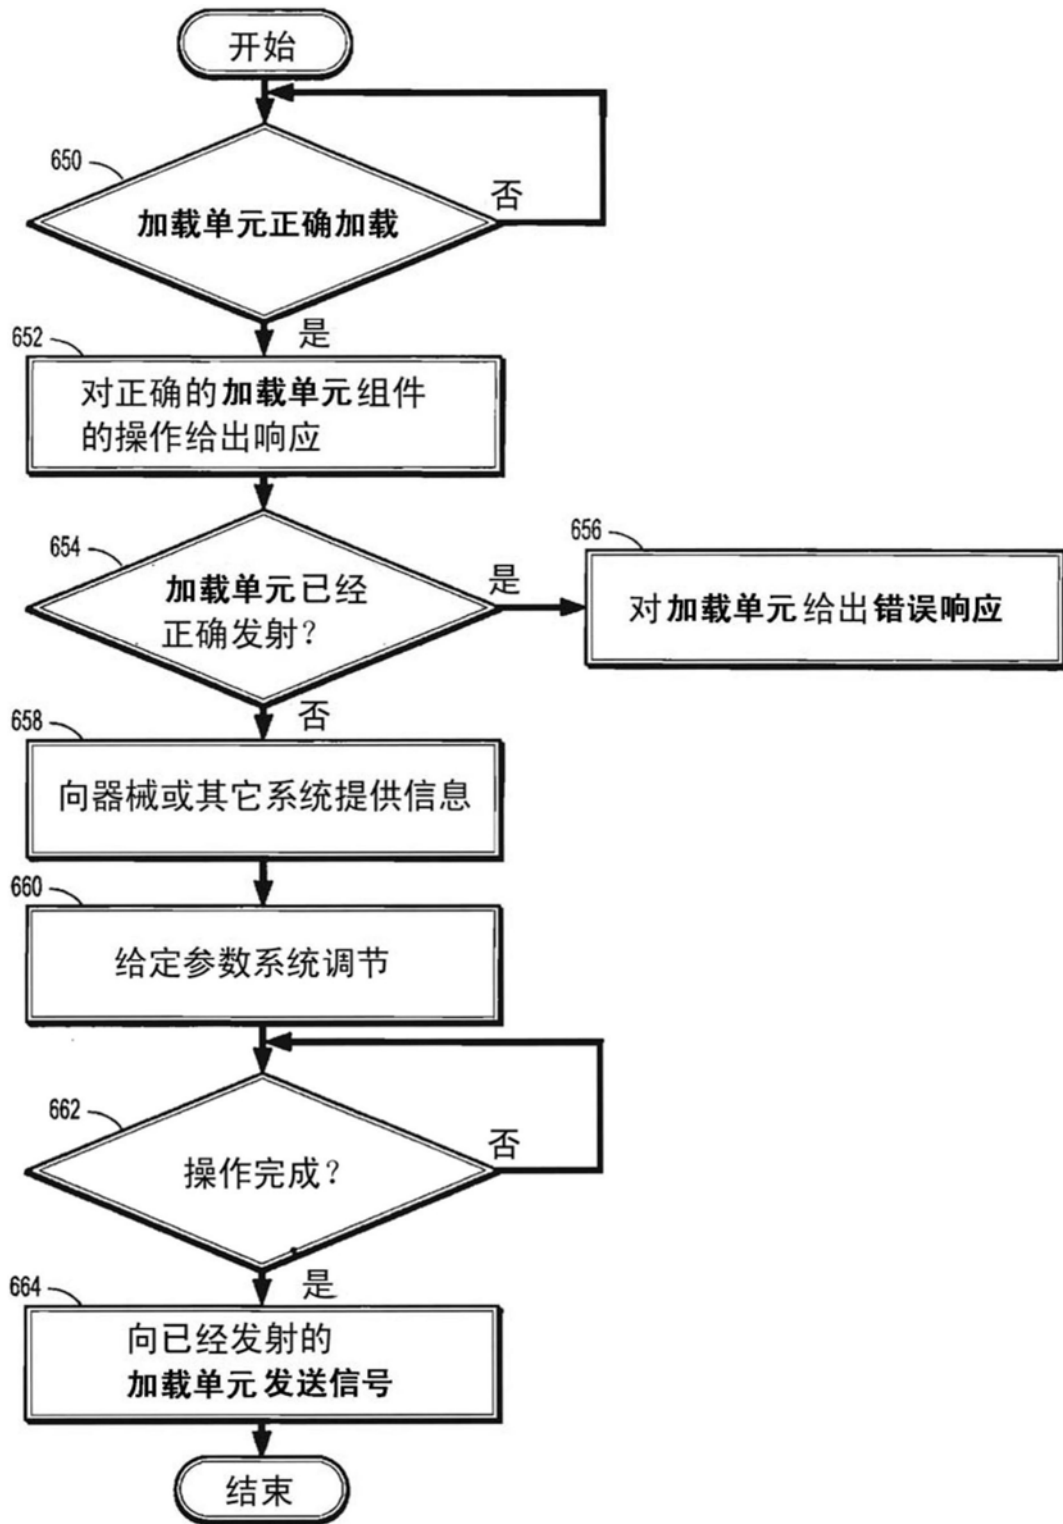 开始
650
否
加载单元正确加载
是
652
对正确的加载单元组件
的操作给出响应
654
656
是
加载单元已经
正确发射?
对加载单元给出错误响应
否
658
向器械或其它系统提供信息
660
给定参数系统调节
662
否
操作完成?
是
664
向已经发射的
加载单元发送信号
结束